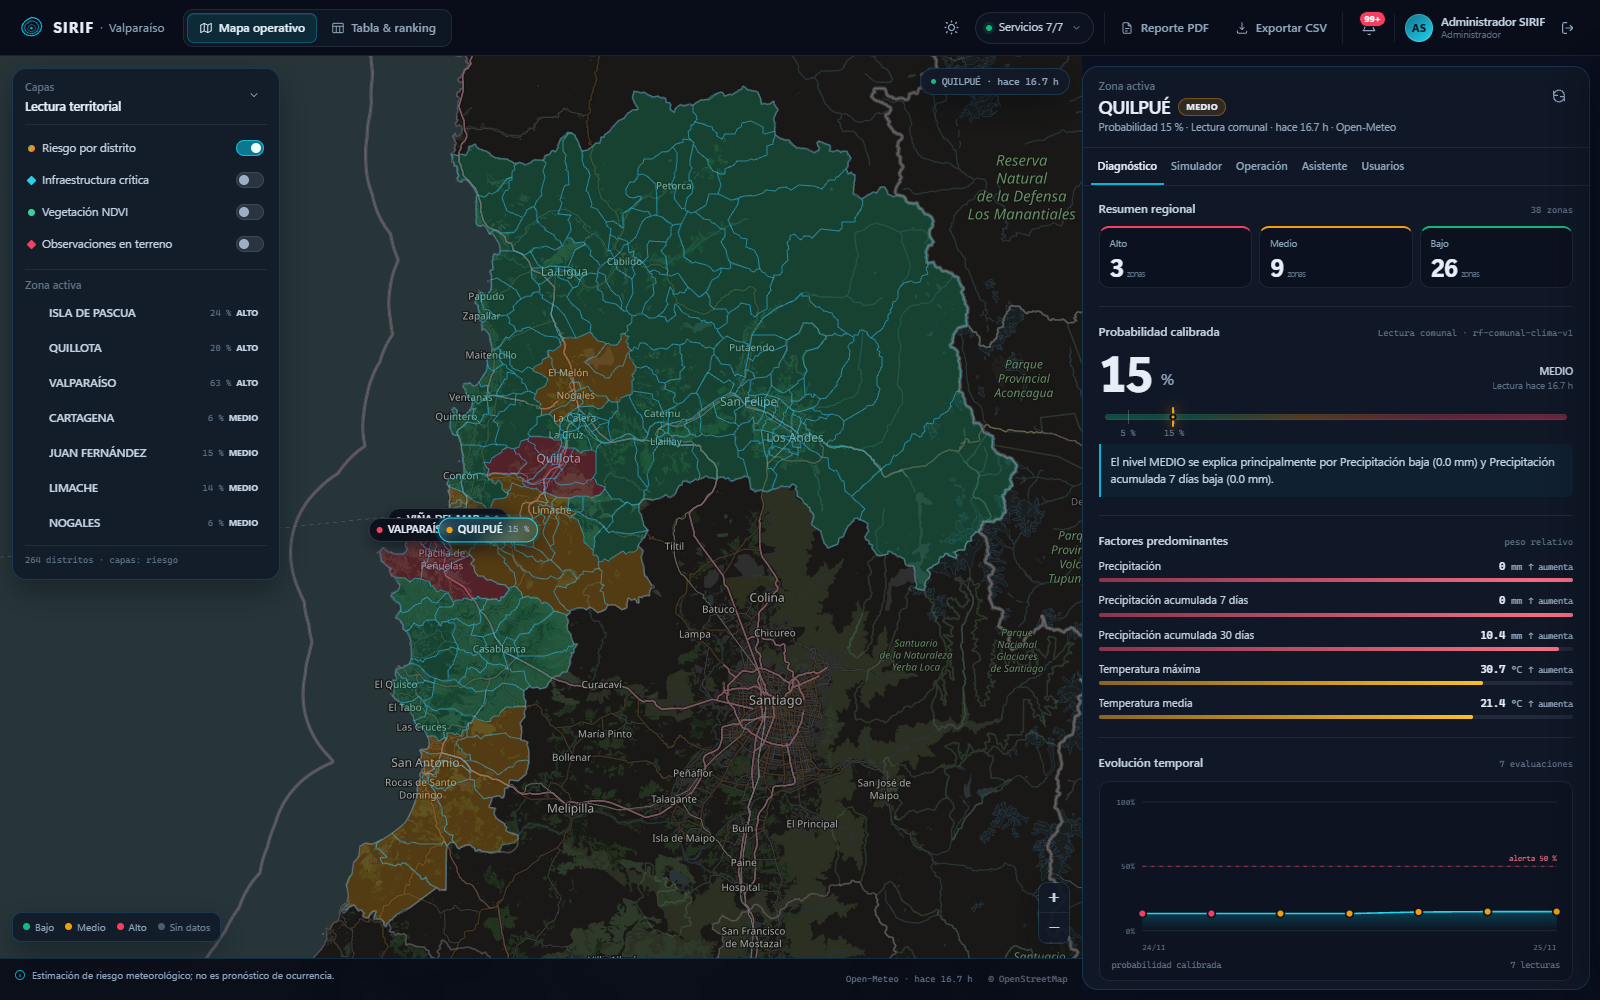 SIRIF · Valparaíso
Mapa operativo
Tabla & ranking
Servicios 7/7
Reporte PDF
Exportar CSV
99+
AS
Administrador SIRIF
Administrador
Capas
Lectura territorial
Riesgo por distrito
Infraestructura crítica
Vegetación NDVI
Observaciones en terreno
Zona activa
ISLA DE PASCUA 24 % ALTO
QUILLOTA 20 % ALTO
VALPARAÍSO 63 % ALTO
CARTAGENA 6 % MEDIO
JUAN FERNÁNDEZ 15 % MEDIO
LIMACHE 14 % MEDIO
NOGALES 6 % MEDIO
264 distritos · capas: riesgo
QUILPUÉ · hace 16.7 h
Reserva
Natural
de la Defensa
Los Manantiales
Petorca
Cabildo
La Ligua
Papudo
Zapallar
Maitencillo
Putaendo
El Melón
Nogales
Ventanas
Quintero
La Calera
La Cruz
Catemu
Llaillay
San Felipe
Los Andes
Parque
Provincial
Aconcagua
Quillota
Concón
Limache
VIÑA DEL MAR
VALPARAÍS
QUILPUÉ 15 %
Placilla de
Peñuelas
Tiltil
Colina
Batuco
Lampa
Chicureo
Casablanca
Santuario
de la Naturaleza
Yerba Loca
Parque
Nacional
Glaciares
de Santiago
El Quisco
El Tabo
Las Cruces
Curacaví
Santiago
María Pinto
San Antonio
Bollenar
Rocas de Santo
Domingo
Peñaflor
Talagante
San José de
Maipo
Melipilla
Isla de Maipo
Buin
El Principal
Paine
Hospital
San Francisco
de Mostazal
Santuario
+
−
Bajo
Medio
Alto
Sin datos
Estimación de riesgo meteorológico; no es pronóstico de ocurrencia.
Open-Meteo · hace 16.7 h © OpenStreetMap
Zona activa
QUILPUÉ MEDIO
Probabilidad 15 % · Lectura comunal · hace 16.7 h · Open-Meteo
Diagnóstico
Simulador
Operación
Asistente
Usuarios
Resumen regional
38 zonas
Alto
3 zonas
Medio
9 zonas
Bajo
26 zonas
Probabilidad calibrada
Lectura comunal · rf-comunal-clima-v1
15 %
MEDIO
Lectura hace 16.7 h
5 %
15 %
El nivel MEDIO se explica principalmente por Precipitación baja (0.0 mm) y Precipitación
acumulada 7 días baja (0.0 mm).
Factores predominantes
peso relativo
Precipitación 0 mm ↑ aumenta
Precipitación acumulada 7 días 0 mm ↑ aumenta
Precipitación acumulada 30 días 10.4 mm ↑ aumenta
Temperatura máxima 30.7 °C ↑ aumenta
Temperatura media 21.4 °C ↑ aumenta
Evolución temporal
7 evaluaciones
100%
alerta 50 %
50%
0%
24/11
25/11
probabilidad calibrada
7 lecturas